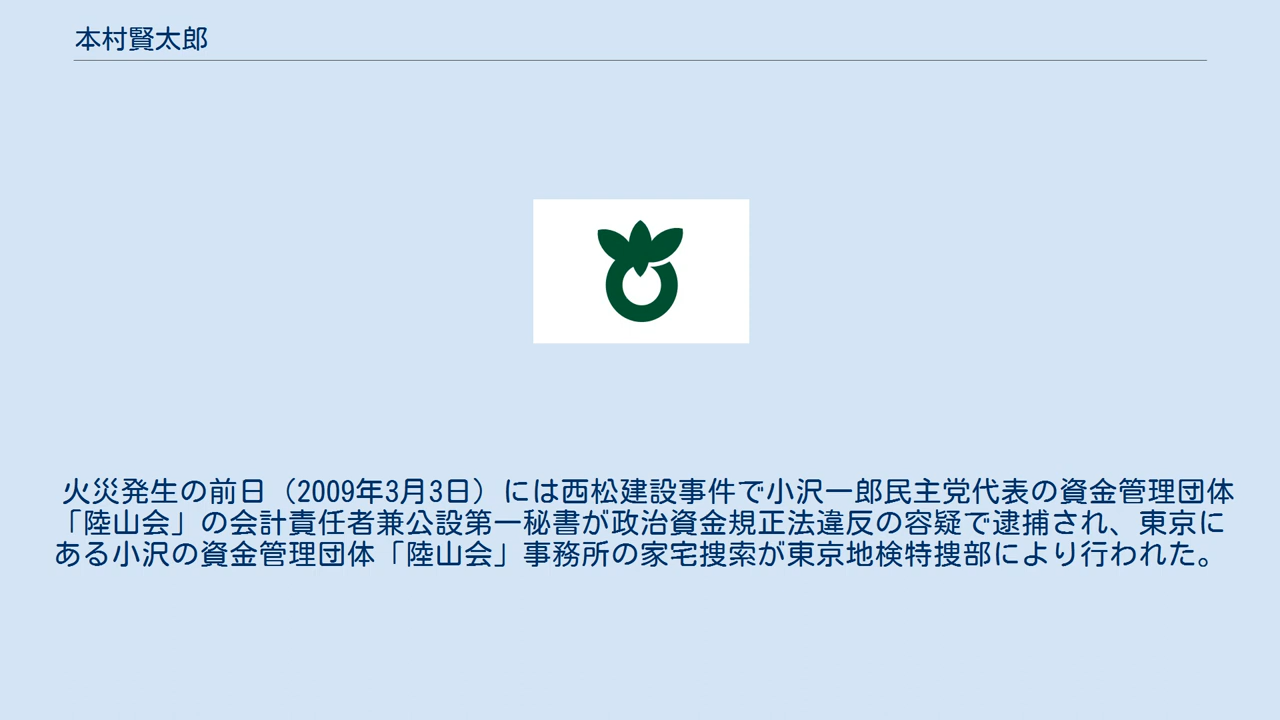 本村賢太郎
火災発生の前日（2009年3月3日）には西松建設事件で小沢一郎民主党代表の資金管理団体
「陸山会」の会計責任者兼公設第一秘書が政治資金規正法違反の容疑で逮捕され、東京に
ある小沢の資金管理団体「陸山会」事務所の家宅捜索が東京地検特捜部により行われた。